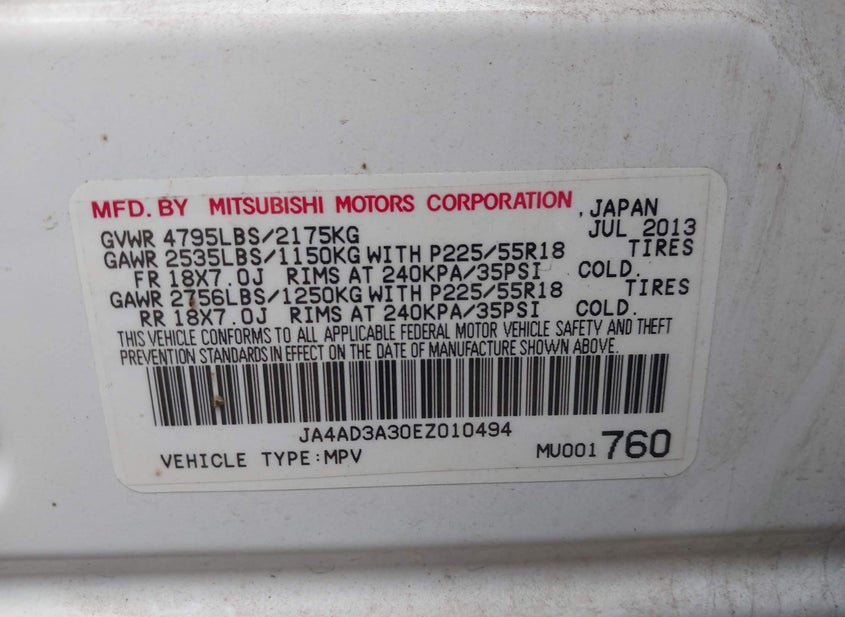 MFD. BY MITSUBISHI MOTORS CORPORATION, JAPAN
GVWR 4795LBS/2175KG JUL 2013
GAWR 2535LBS/1150KG WITH P225/55R18 TIRES
FR 18X7.0J RIMS AT 240KPA/35PSI COLD.
GAWR 2756LBS/1250KG WITH P225/55R18 TIRES
RR 18X7.0J RIMS AT 240KPA/35PSI COLD.
THIS VEHICLE CONFORMS TO ALL APPLICABLE FEDERAL MOTOR VEHICLE SAFETY AND THEFT
PREVENTION STANDARDS IN EFFECT ON THE DATE OF MANUFACTURE SHOWN ABOVE.
JA4AD3A30EZ010494
VEHICLE TYPE:MPV MU001760